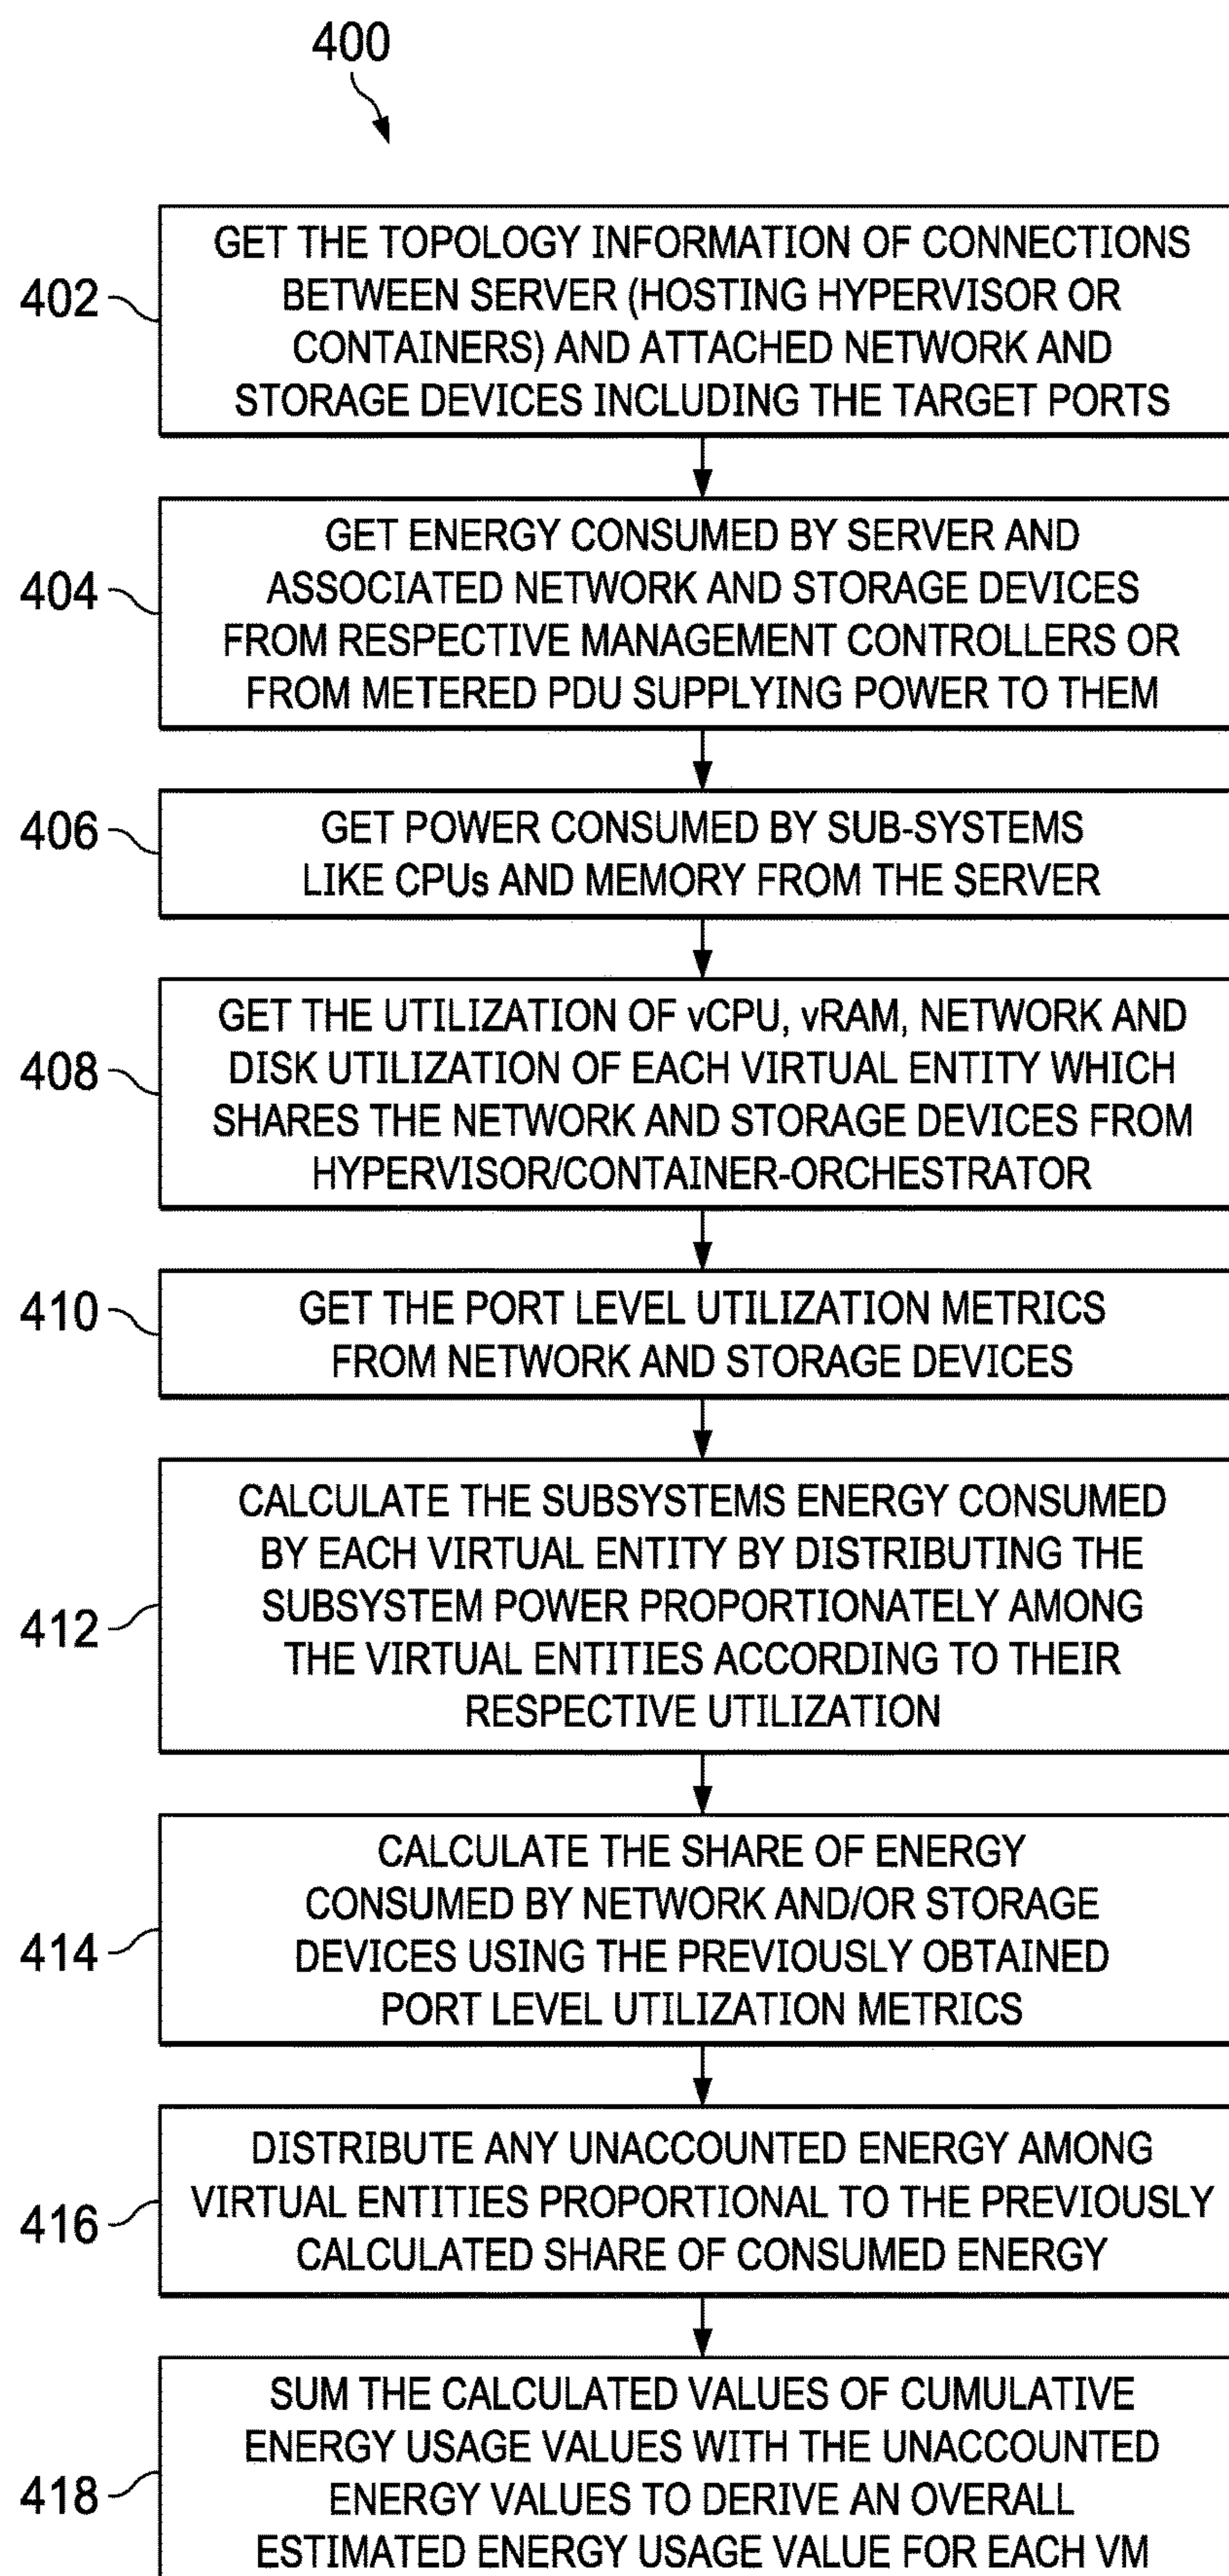 400
402
GET THE TOPOLOGY INFORMATION OF CONNECTIONS
BETWEEN SERVER (HOSTING HYPERVISOR OR
CONTAINERS) AND ATTACHED NETWORK AND
STORAGE DEVICES INCLUDING THE TARGET PORTS
404
GET ENERGY CONSUMED BY SERVER AND
ASSOCIATED NETWORK AND STORAGE DEVICES
FROM RESPECTIVE MANAGEMENT CONTROLLERS OR
FROM METERED PDU SUPPLYING POWER TO THEM
406
GET POWER CONSUMED BY SUB-SYSTEMS
LIKE CPUs AND MEMORY FROM THE SERVER
408
GET THE UTILIZATION OF vCPU, vRAM, NETWORK AND
DISK UTILIZATION OF EACH VIRTUAL ENTITY WHICH
SHARES THE NETWORK AND STORAGE DEVICES FROM
HYPERVISOR/CONTAINER-ORCHESTRATOR
410
GET THE PORT LEVEL UTILIZATION METRICS
FROM NETWORK AND STORAGE DEVICES
412
CALCULATE THE SUBSYSTEMS ENERGY CONSUMED
BY EACH VIRTUAL ENTITY BY DISTRIBUTING THE
SUBSYSTEM POWER PROPORTIONATELY AMONG
THE VIRTUAL ENTITIES ACCORDING TO THEIR
RESPECTIVE UTILIZATION
414
CALCULATE THE SHARE OF ENERGY
CONSUMED BY NETWORK AND/OR STORAGE
DEVICES USING THE PREVIOUSLY OBTAINED
PORT LEVEL UTILIZATION METRICS
416
DISTRIBUTE ANY UNACCOUNTED ENERGY AMONG
VIRTUAL ENTITIES PROPORTIONAL TO THE PREVIOUSLY
CALCULATED SHARE OF CONSUMED ENERGY
418
SUM THE CALCULATED VALUES OF CUMULATIVE
ENERGY USAGE VALUES WITH THE UNACCOUNTED
ENERGY VALUES TO DERIVE AN OVERALL
ESTIMATED ENERGY USAGE VALUE FOR EACH VM